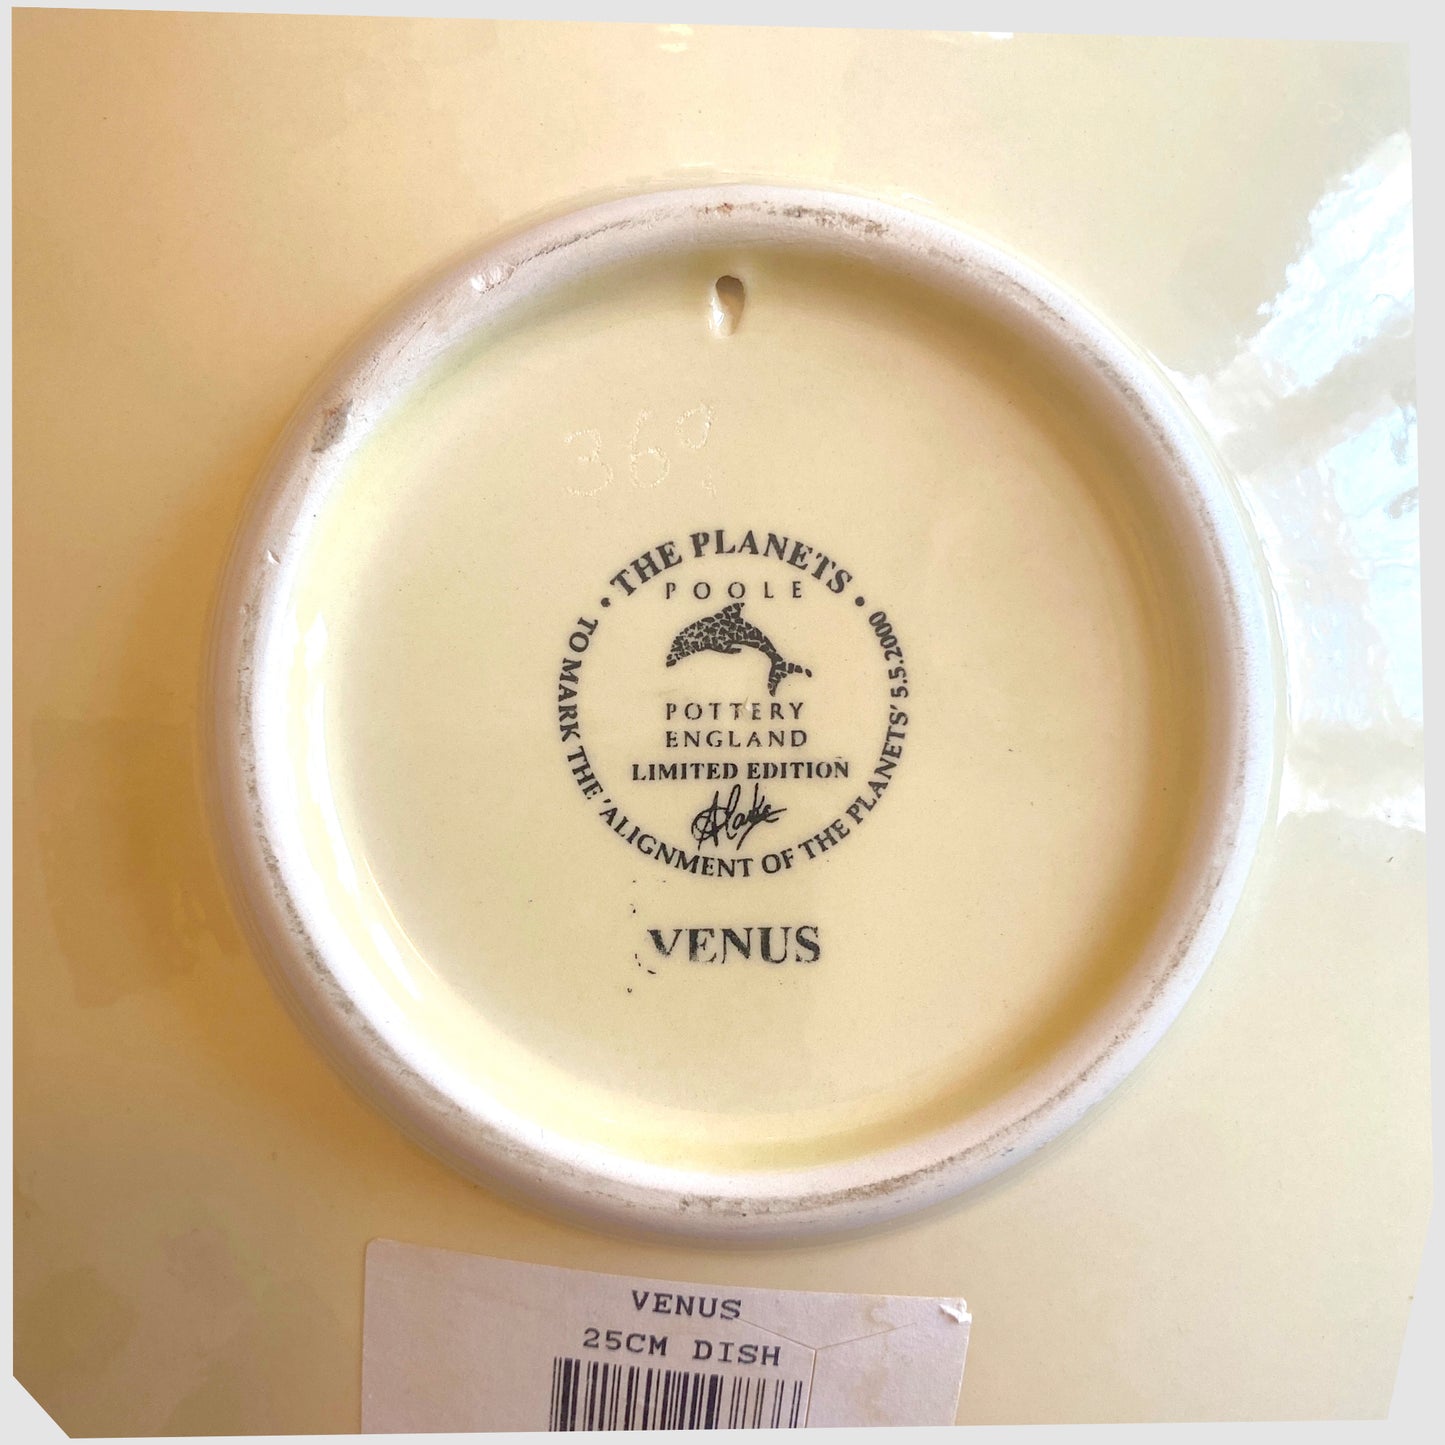 369
• THE PLANETS •
POOLE
POTTERY
ENGLAND
LIMITED EDITION
TO MARK THE 'ALIGNMENT OF THE PLANETS' 5.5.2000
VENUS
VENUS
25CM DISH